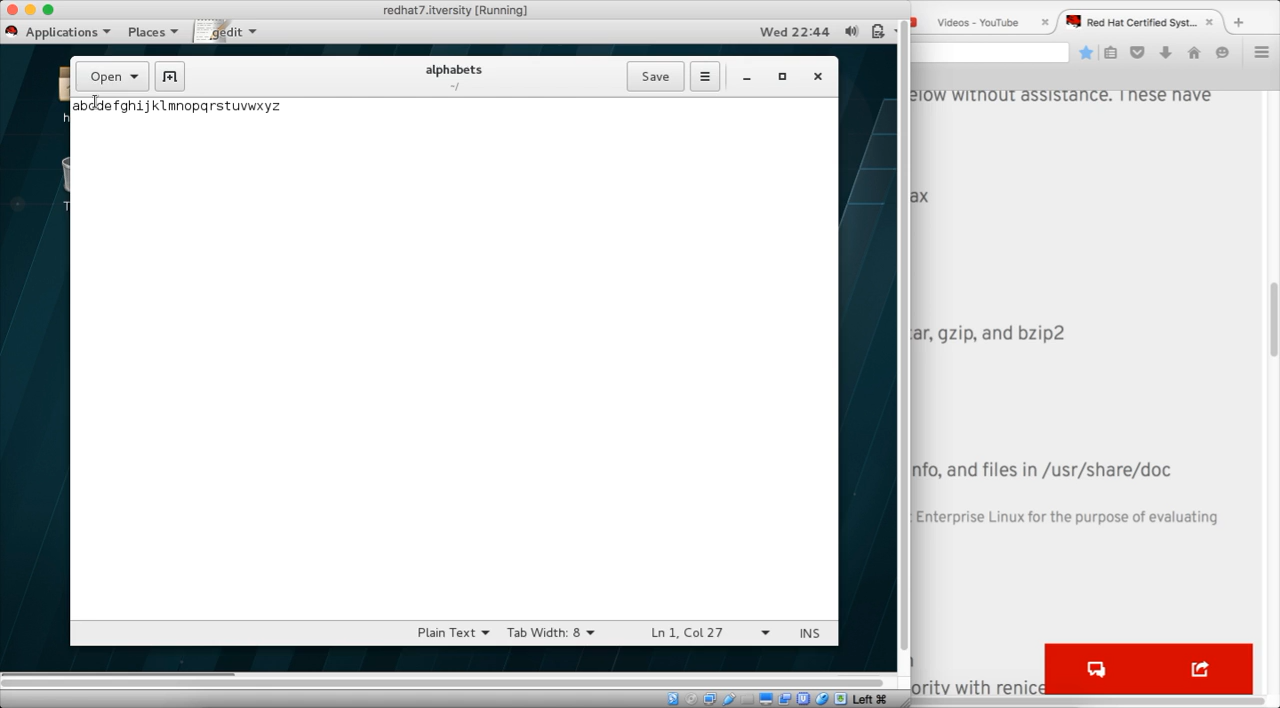 redhat7.itversity [Running]
Applications Places gedit Wed 22:44
Videos - YouTube
Red Hat Certified Syst...
Open
alphabets
~/
Save
abcdefghijklmnopqrstuvwxyz
elow without assistance. These have
ax
ar, gzip, and bzip2
nfo, and files in /usr/share/doc
Enterprise Linux for the purpose of evaluating
ority with renice
Plain Text Tab Width: 8 Ln 1, Col 27 INS
Left ⌘